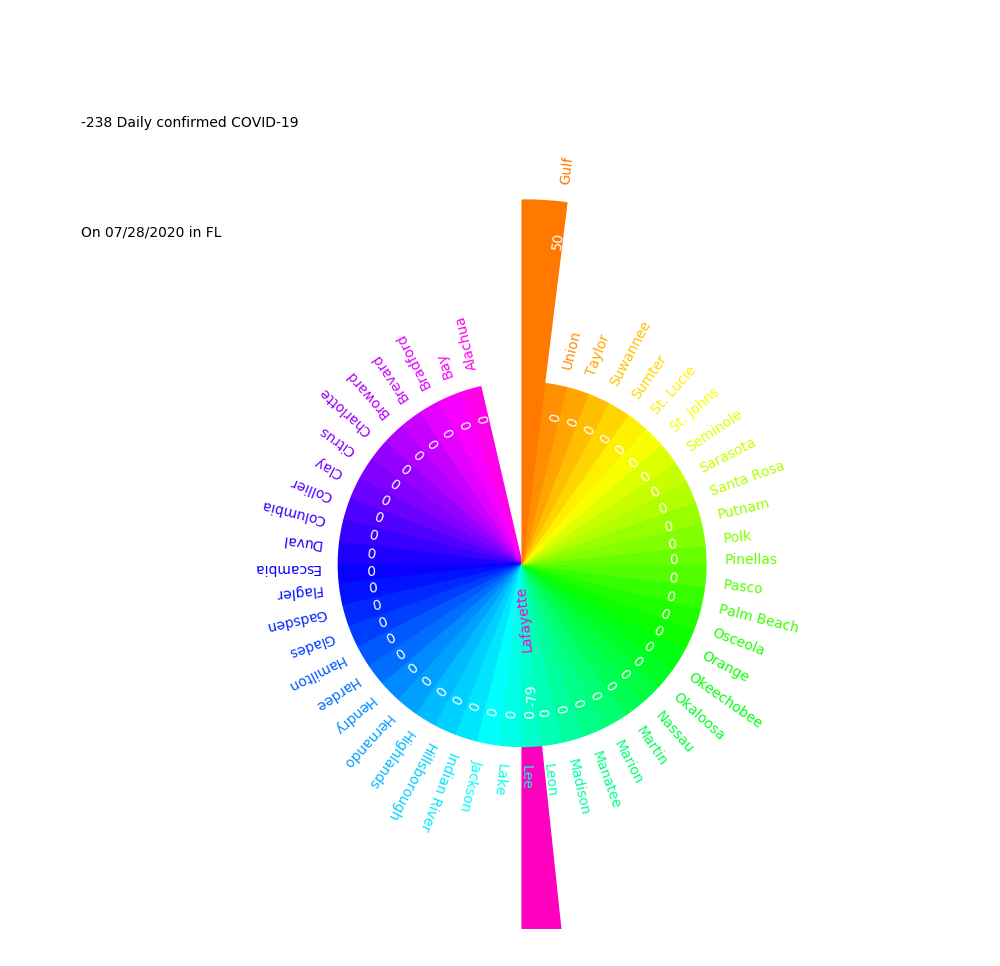 -238 Daily confirmed COVID-19
On 07/28/2020 in FL
Gulf
50
Union
0
Taylor
0
Suwannee
0
Sumter
0
St. Lucie
0
St. Johns
0
Seminole
0
Sarasota
0
Santa Rosa
0
Putnam
0
Polk
0
Pinellas
0
Pasco
0
Palm Beach
0
Osceola
0
Orange
0
Okeechobee
0
Okaloosa
0
Nassau
0
Martin
0
Marion
0
Manatee
0
Madison
0
Leon
0
Lee
0
Lafayette
-79
Lake
0
Jackson
0
Indian River
0
Hillsborough
0
Highlands
0
Hernando
0
Hendry
0
Hardee
0
Hamilton
0
Glades
0
Gadsden
0
Flagler
0
Escambia
0
Duval
0
Columbia
0
Collier
0
Clay
0
Citrus
0
Charlotte
0
Broward
0
Brevard
0
Bradford
0
Bay
0
Alachua
0